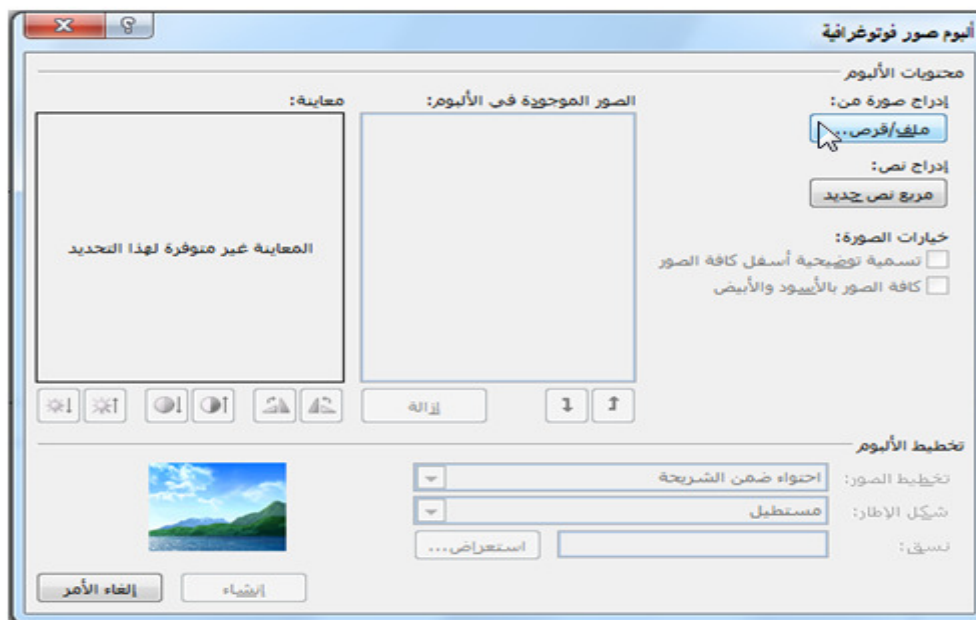 ألبوم صور فوتوغرافية
محتويات الألبوم
إدراج صورة من:
ملف/قرص...
إدراج نص:
مربع نص جديد
خيارات الصورة:
تسمية توضيحية أسفل كافة الصور
كافة الصور بالأسود والأبيض
الصور الموجودة في الألبوم:
إزالة
معاينة:
المعاينة غير متوفرة لهذا التحديد
تخطيط الألبوم
تخطيط الصور: احتواء ضمن الشريحة
شكل الإطار: مستطيل
نسق: استعراض...
إنشاء
إلغاء الأمر